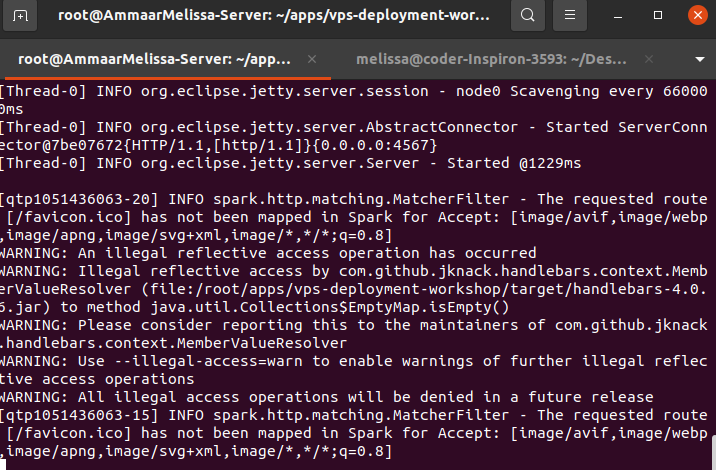 root@AmmaarMelissa-Server: ~/apps/vps-deployment-wor...
root@AmmaarMelissa-Server: ~/app...
melissa@coder-Inspiron-3593: ~/Des...
[Thread-0] INFO org.eclipse.jetty.server.session - node0 Scavenging every 66000
0ms
[Thread-0] INFO org.eclipse.jetty.server.AbstractConnector - Started ServerConn
ector@7be07672{HTTP/1.1,[http/1.1]}{0.0.0.0:4567}
[Thread-0] INFO org.eclipse.jetty.server.Server - Started @1229ms
[qtp1051436063-20] INFO spark.http.matching.MatcherFilter - The requested route
[/favicon.ico] has not been mapped in Spark for Accept: [image/avif,image/webp
,image/apng,image/svg+xml,image/*,*/*;q=0.8]
WARNING: An illegal reflective access operation has occurred
WARNING: Illegal reflective access by com.github.jknack.handlebars.context.Memb
erValueResolver (file:/root/apps/vps-deployment-workshop/target/handlebars-4.0.
6.jar) to method java.util.Collections$EmptyMap.isEmpty()
WARNING: Please consider reporting this to the maintainers of com.github.jknack
.handlebars.context.MemberValueResolver
WARNING: Use --illegal-access=warn to enable warnings of further illegal reflec
tive access operations
WARNING: All illegal access operations will be denied in a future release
[qtp1051436063-15] INFO spark.http.matching.MatcherFilter - The requested route
[/favicon.ico] has not been mapped in Spark for Accept: [image/avif,image/webp
,image/apng,image/svg+xml,image/*,*/*;q=0.8]